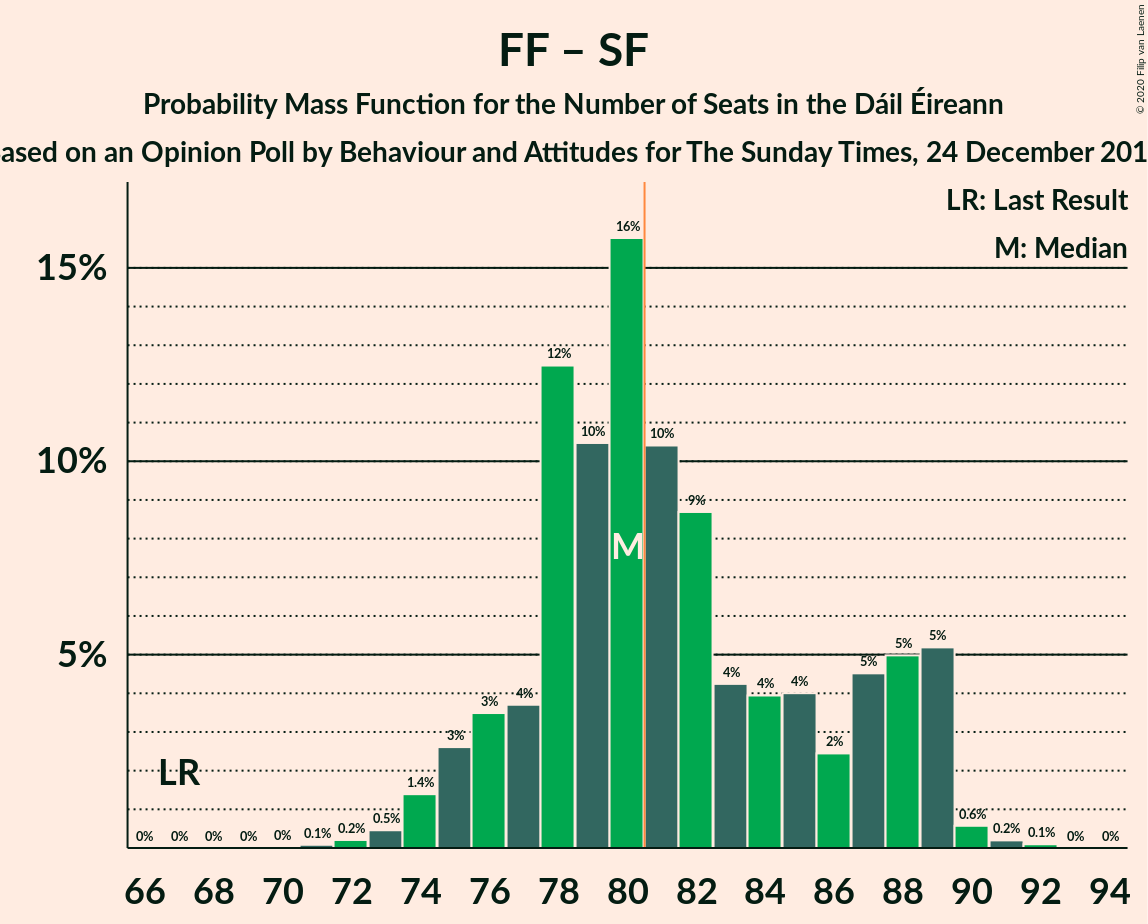 FF – SF
Probability Mass Function for the Number of Seats in the Dáil Éireann
ased on an Opinion Poll by Behaviour and Attitudes for The Sunday Times, 24 December 201
© 2020 Filip van Laenen
LR: Last Result
M: Median
15%
10%
5%
0% 0% 0% 0% 0% 0.1% 0.2% 0.5% 1.4% 3% 3% 4% 12% 10% 16% 10% 9% 4% 4% 4% 2% 5% 5% 5% 0.6% 0.2% 0.1% 0% 0%
M
LR
66 68 70 72 74 76 78 80 82 84 86 88 90 92 94